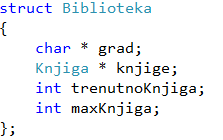 struct Biblioteka
{
    char * grad;
    Knjiga * knjige;
    int trenutnoKnjiga;
    int maxKnjiga;
};